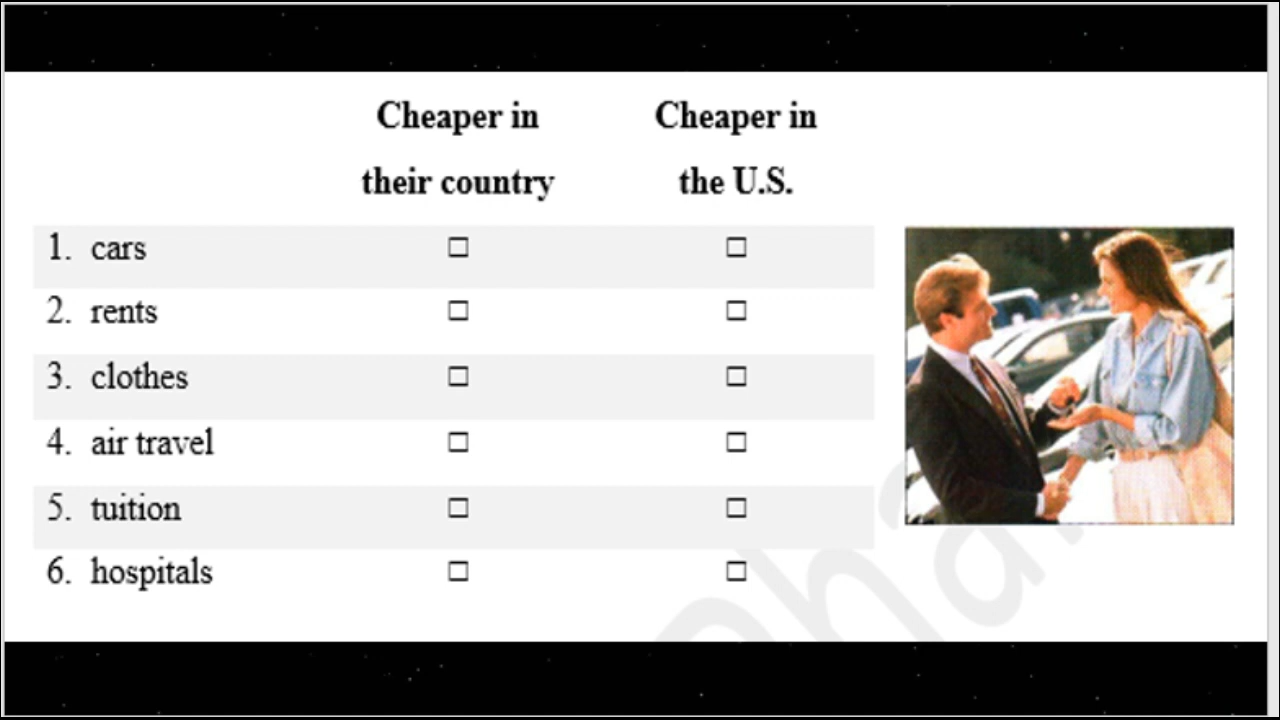 Cheaper in Cheaper in
their country the U.S.
1. cars □ □
2. rents □ □
3. clothes □ □
4. air travel □ □
5. tuition □ □
6. hospitals □ □